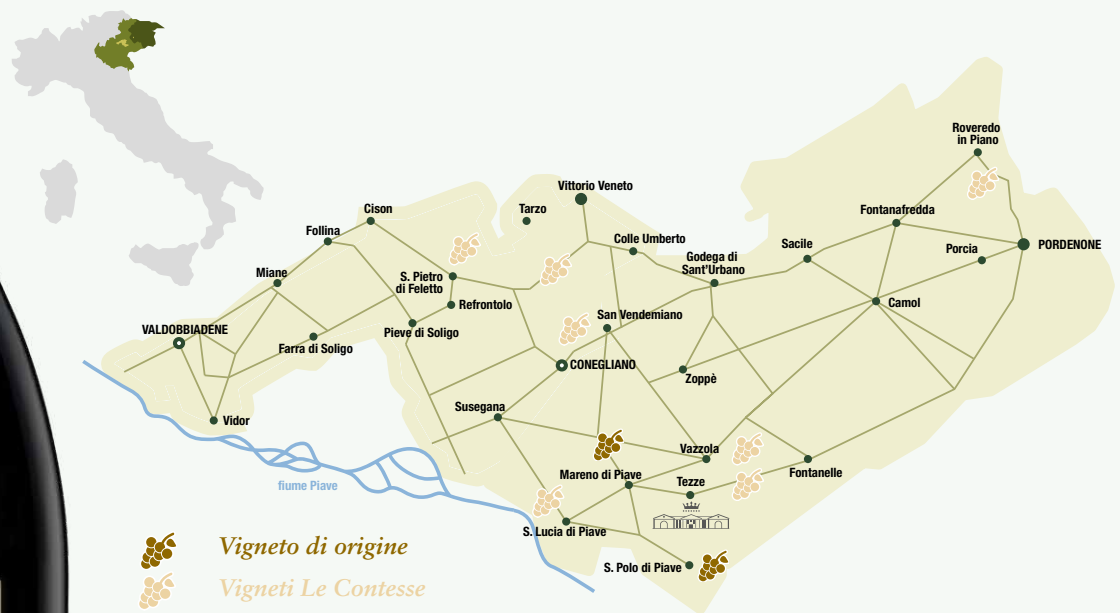 Roveredo
in Piano
Vittorio Veneto
Cison
Tarzo
Fontanafredda
Follina
Colle Umberto
Sacile
Porcia
PORDENONE
Godega di
Sant'Urbano
Miane
S. Pietro
di Feletto
Refrontolo
Camol
San Vendemiano
VALDOBBIADENE
Pieve di Soligo
Farra di Soligo
CONEGLIANO
Zoppè
Susegana
Vidor
Vazzola
Fontanelle
Mareno di Piave
Tezze
fiume Piave
S. Lucia di Piave
S. Polo di Piave
Vigneto di origine
Vigneti Le Contesse